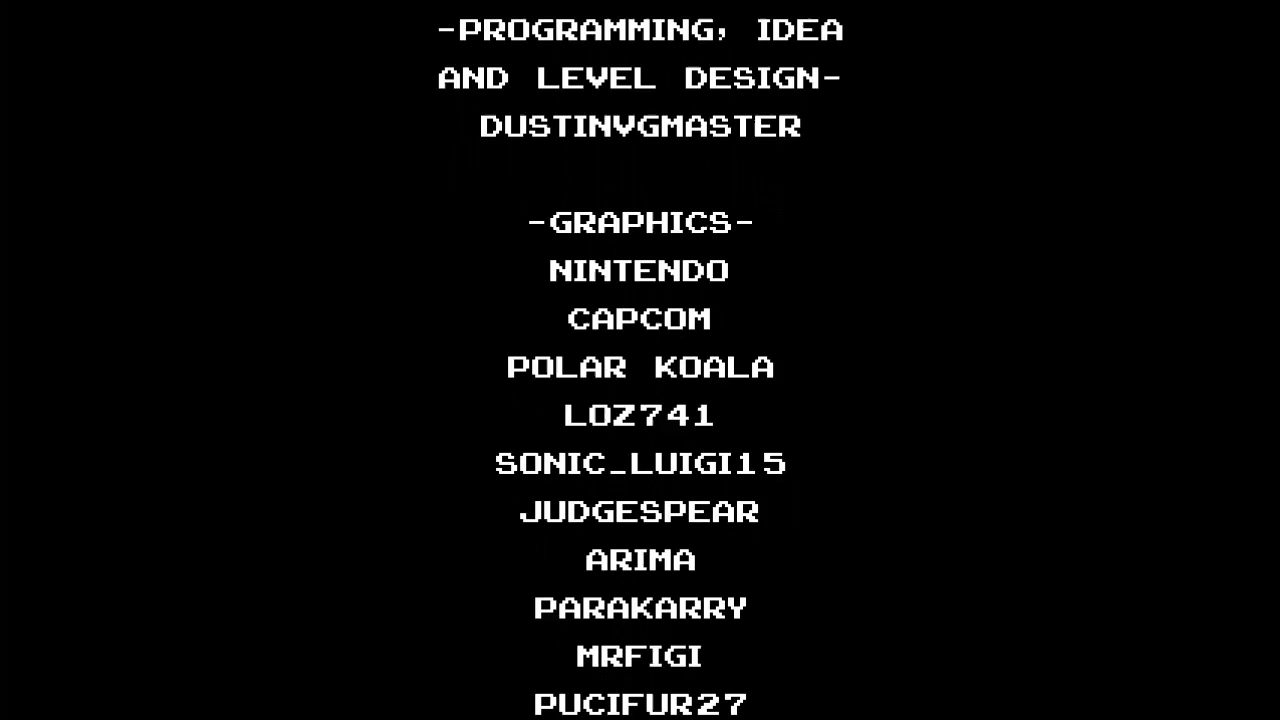 -PROGRAMMING, IDEA
AND LEVEL DESIGN-
DUSTINVGMASTER
-GRAPHICS-
NINTENDO
CAPCOM
POLAR KOALA
LOZ741
SONIC_LUIGI15
JUDGESPEAR
ARIMA
PARAKARRY
MRFIGI
PUCIFUR27